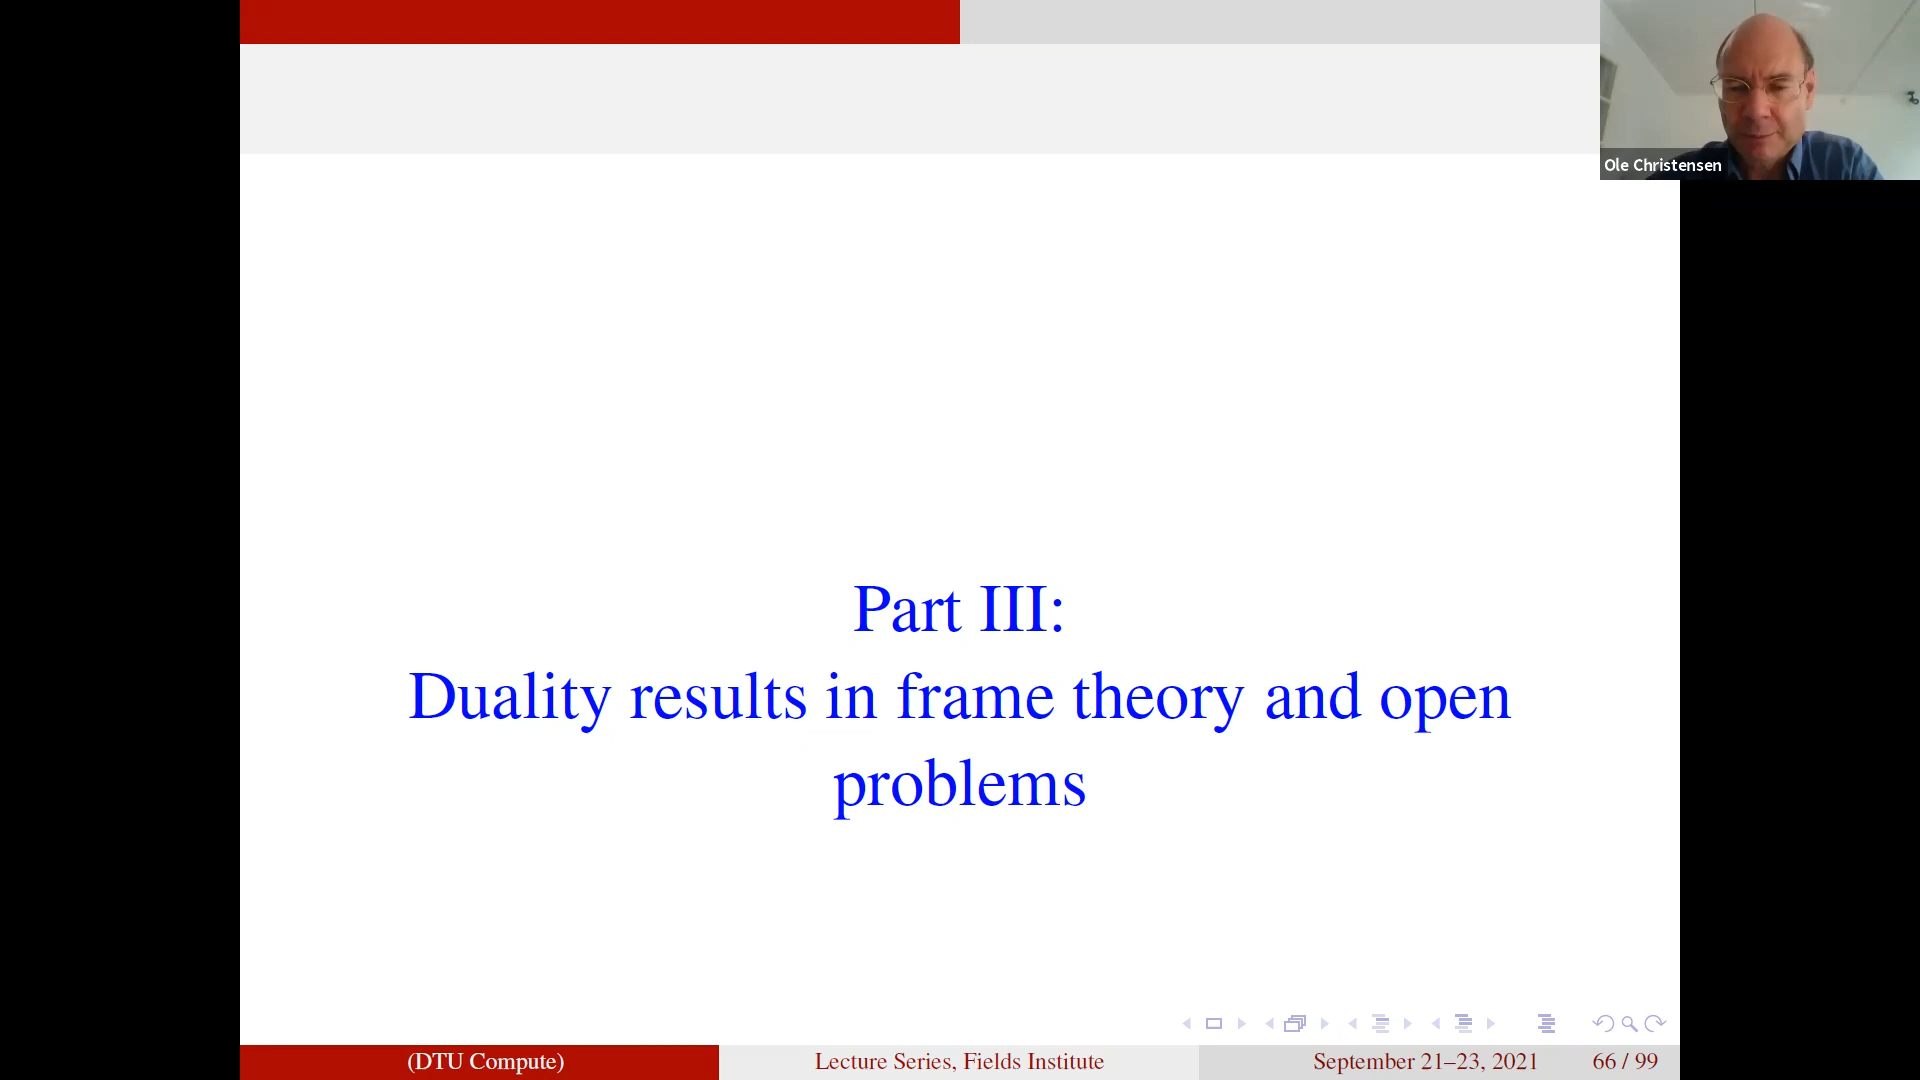 Ole Christensen
Part III:
Duality results in frame theory and open
problems
(DTU Compute)
Lecture Series, Fields Institute
September 21–23, 2021
66 / 99